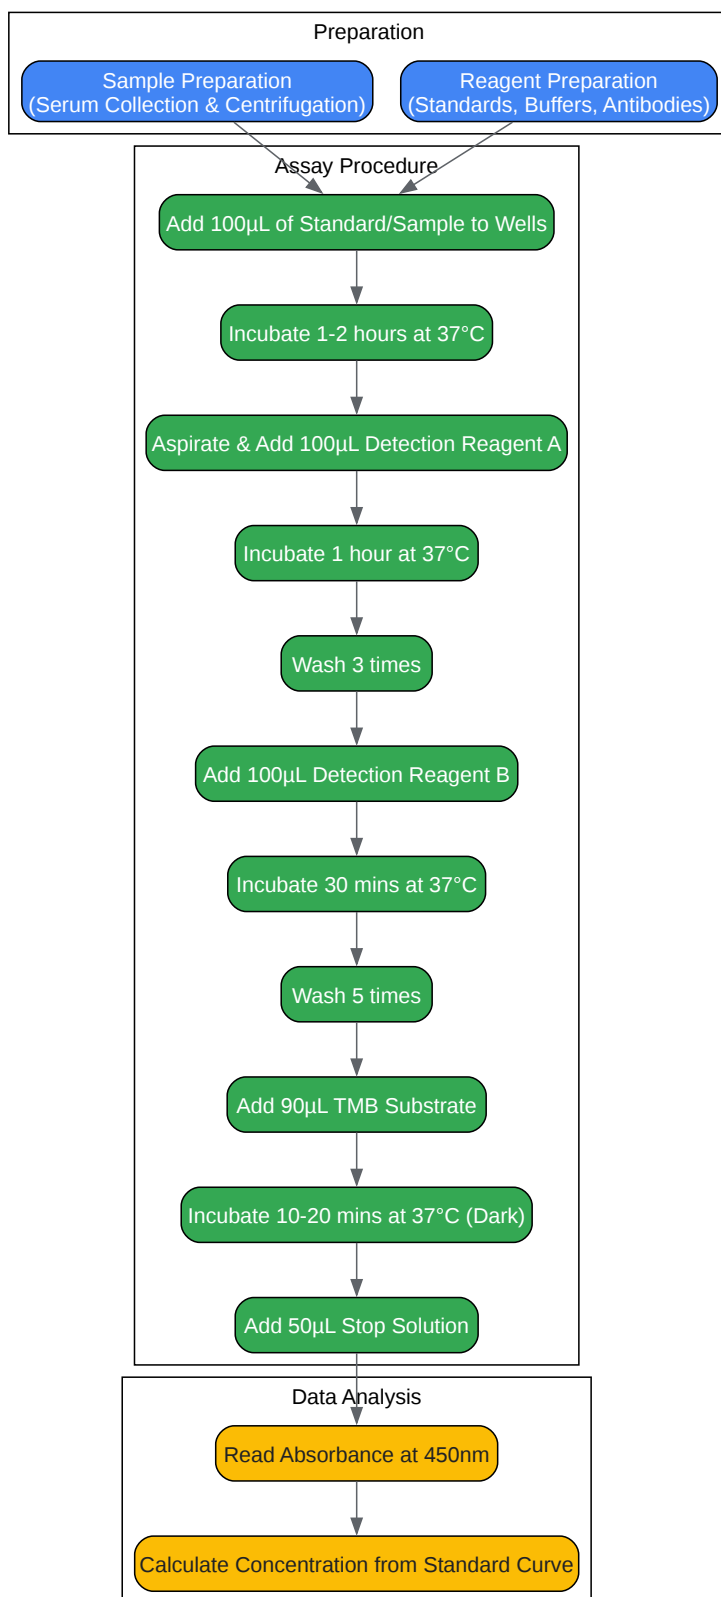 Preparation
Sample Preparation
(Serum Collection & Centrifugation)
Reagent Preparation
(Standards, Buffers, Antibodies)
Assay Procedure
Add 100µL of Standard/Sample to Wells
Incubate 1-2 hours at 37°C
Aspirate & Add 100µL Detection Reagent A
Incubate 1 hour at 37°C
Wash 3 times
Add 100µL Detection Reagent B
Incubate 30 mins at 37°C
Wash 5 times
Add 90µL TMB Substrate
Incubate 10-20 mins at 37°C (Dark)
Add 50µL Stop Solution
Data Analysis
Read Absorbance at 450nm
Calculate Concentration from Standard Curve